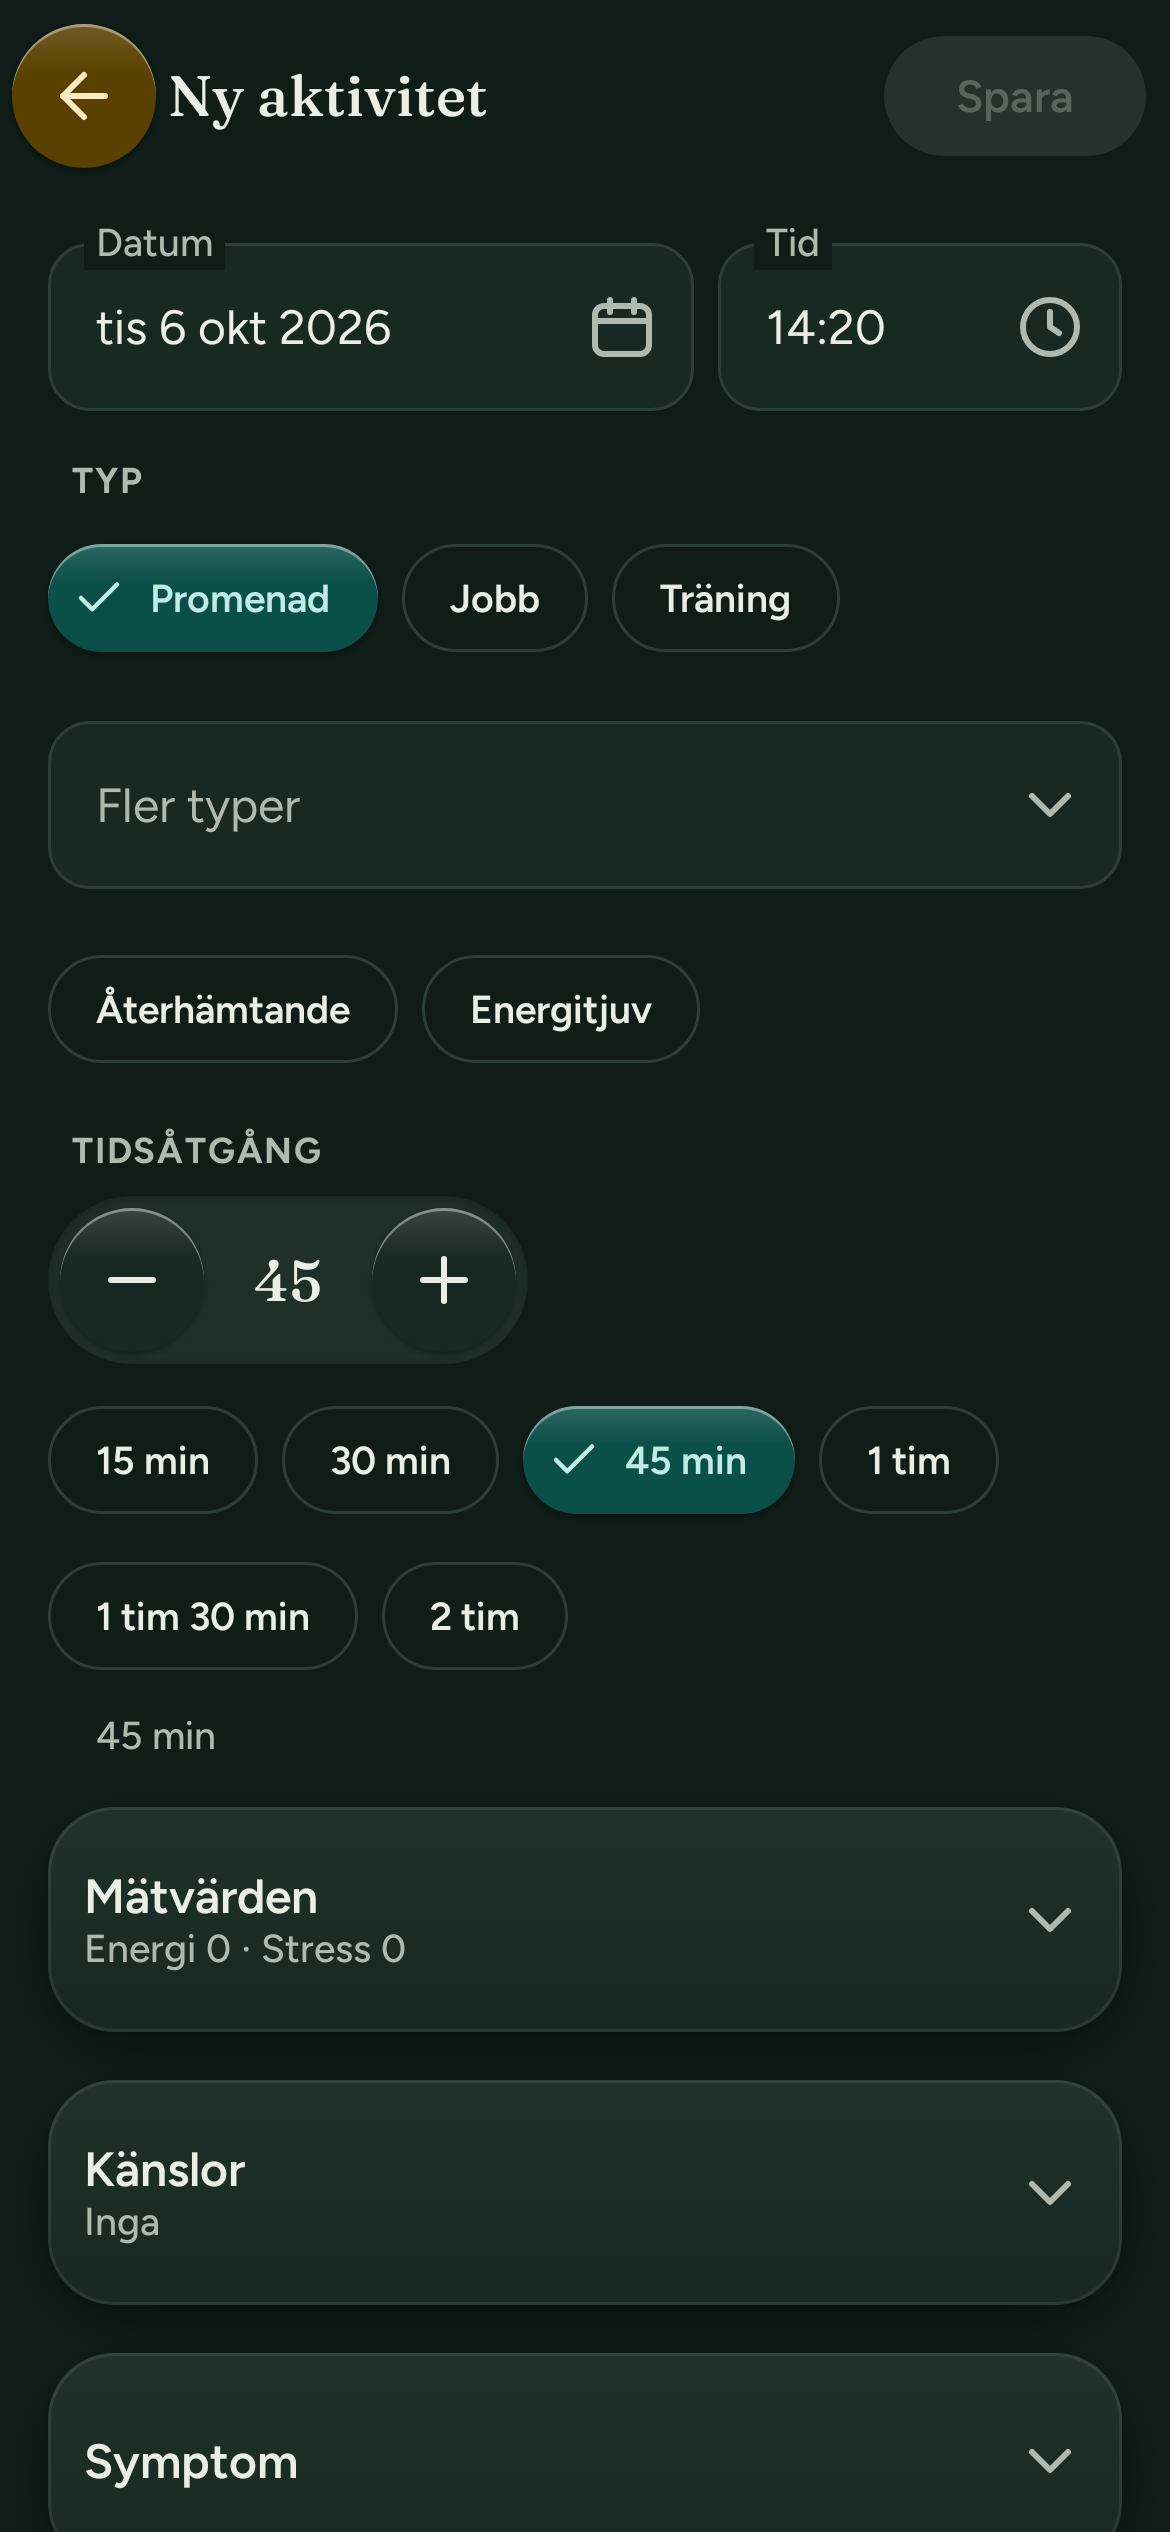 Ny aktivitet
Spara
Datum
Tid
tis 6 okt 2026
14:20
TYP
Promenad
Jobb
Träning
Fler typer
Återhämtande
Energitjuv
TIDSÅTGÅNG
45
15 min
30 min
45 min
1 tim
1 tim 30 min
2 tim
45 min
Mätvärden
Energi 0 · Stress 0
Känslor
Inga
Symptom